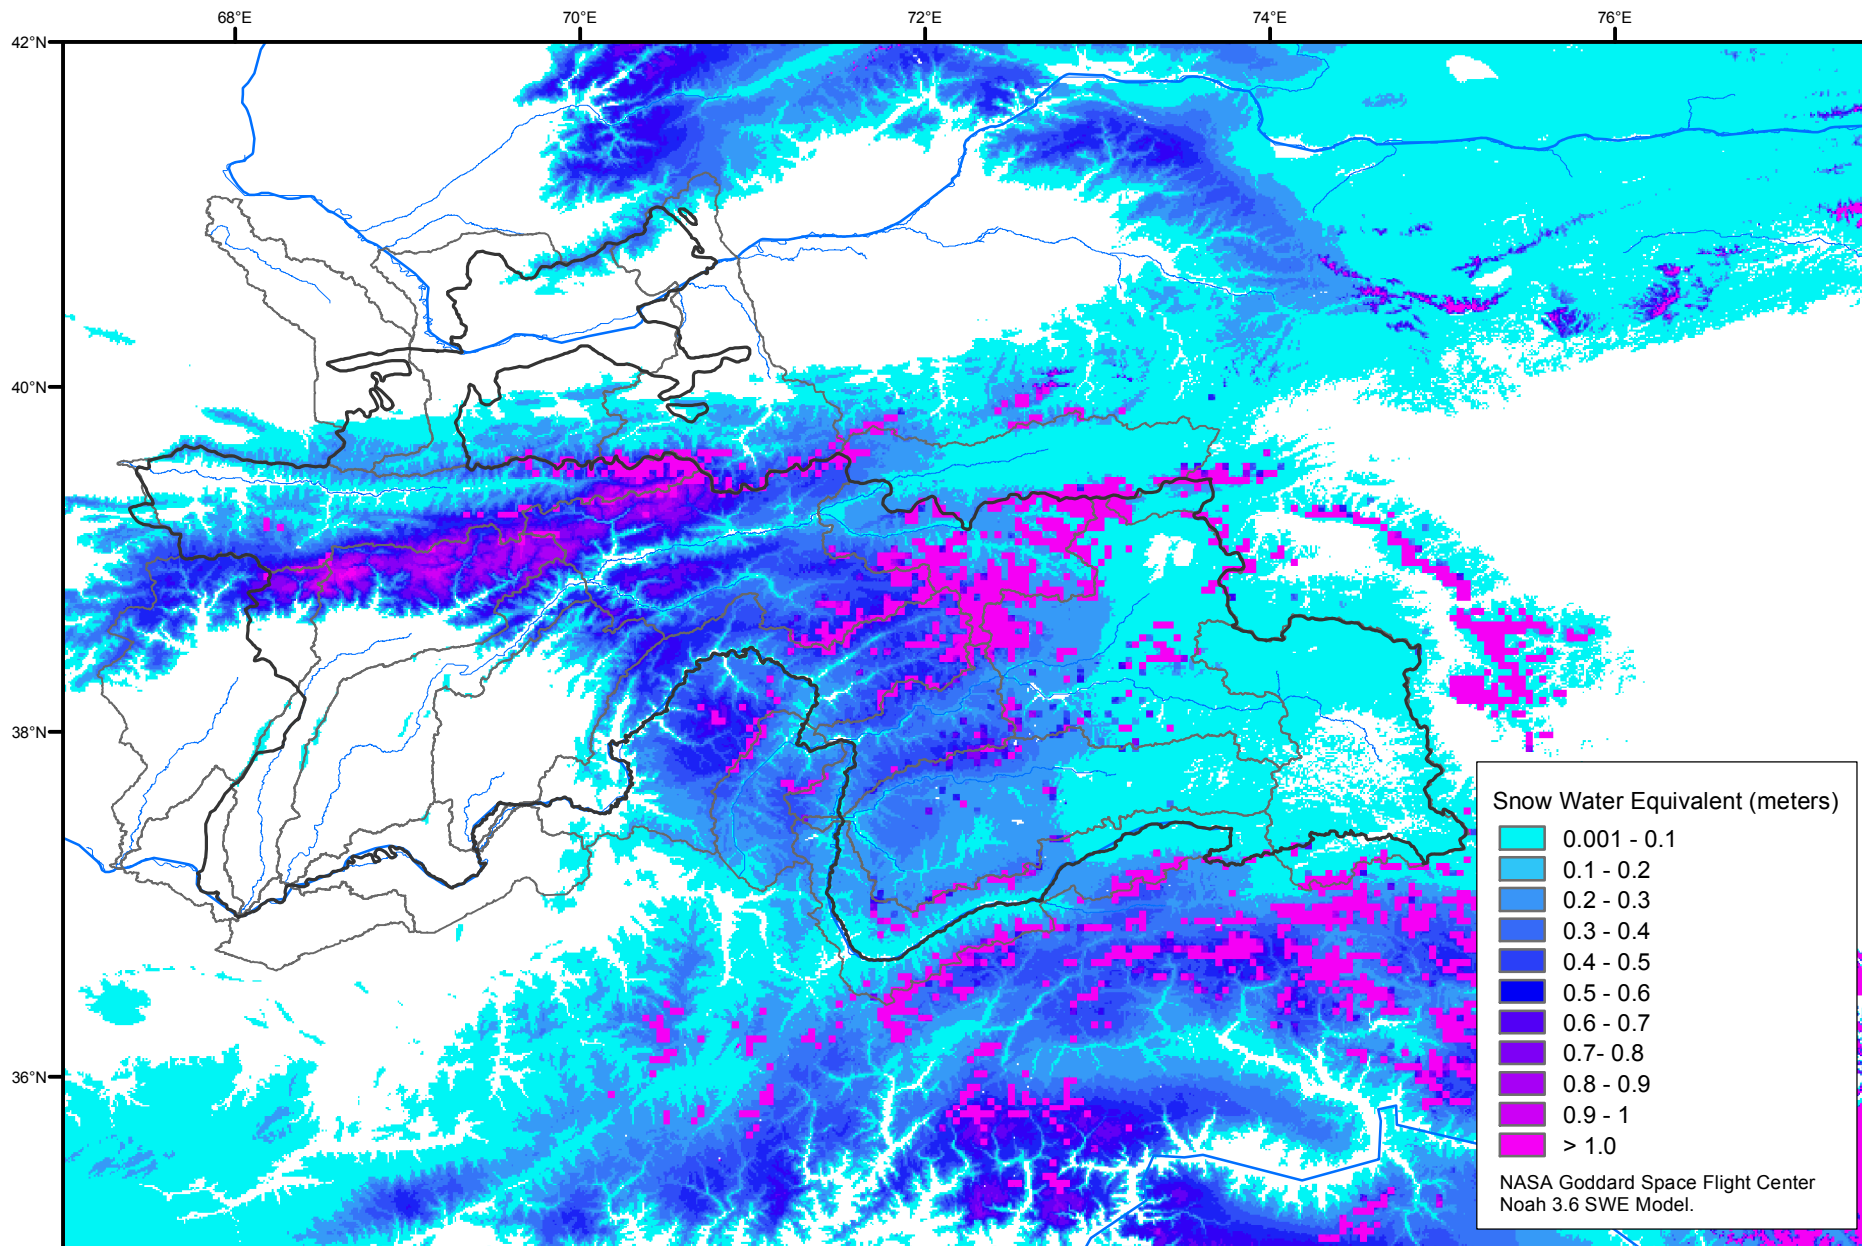 68°E
70°E
72°E
74°E
76°E
42°N
40°N
38°N
36°N
Snow Water Equivalent (meters)
0.001 - 0.1
0.1 - 0.2
0.2 - 0.3
0.3 - 0.4
0.4 - 0.5
0.5 - 0.6
0.6 - 0.7
0.7- 0.8
0.8 - 0.9
0.9 - 1
> 1.0
NASA Goddard Space Flight Center
Noah 3.6 SWE Model.